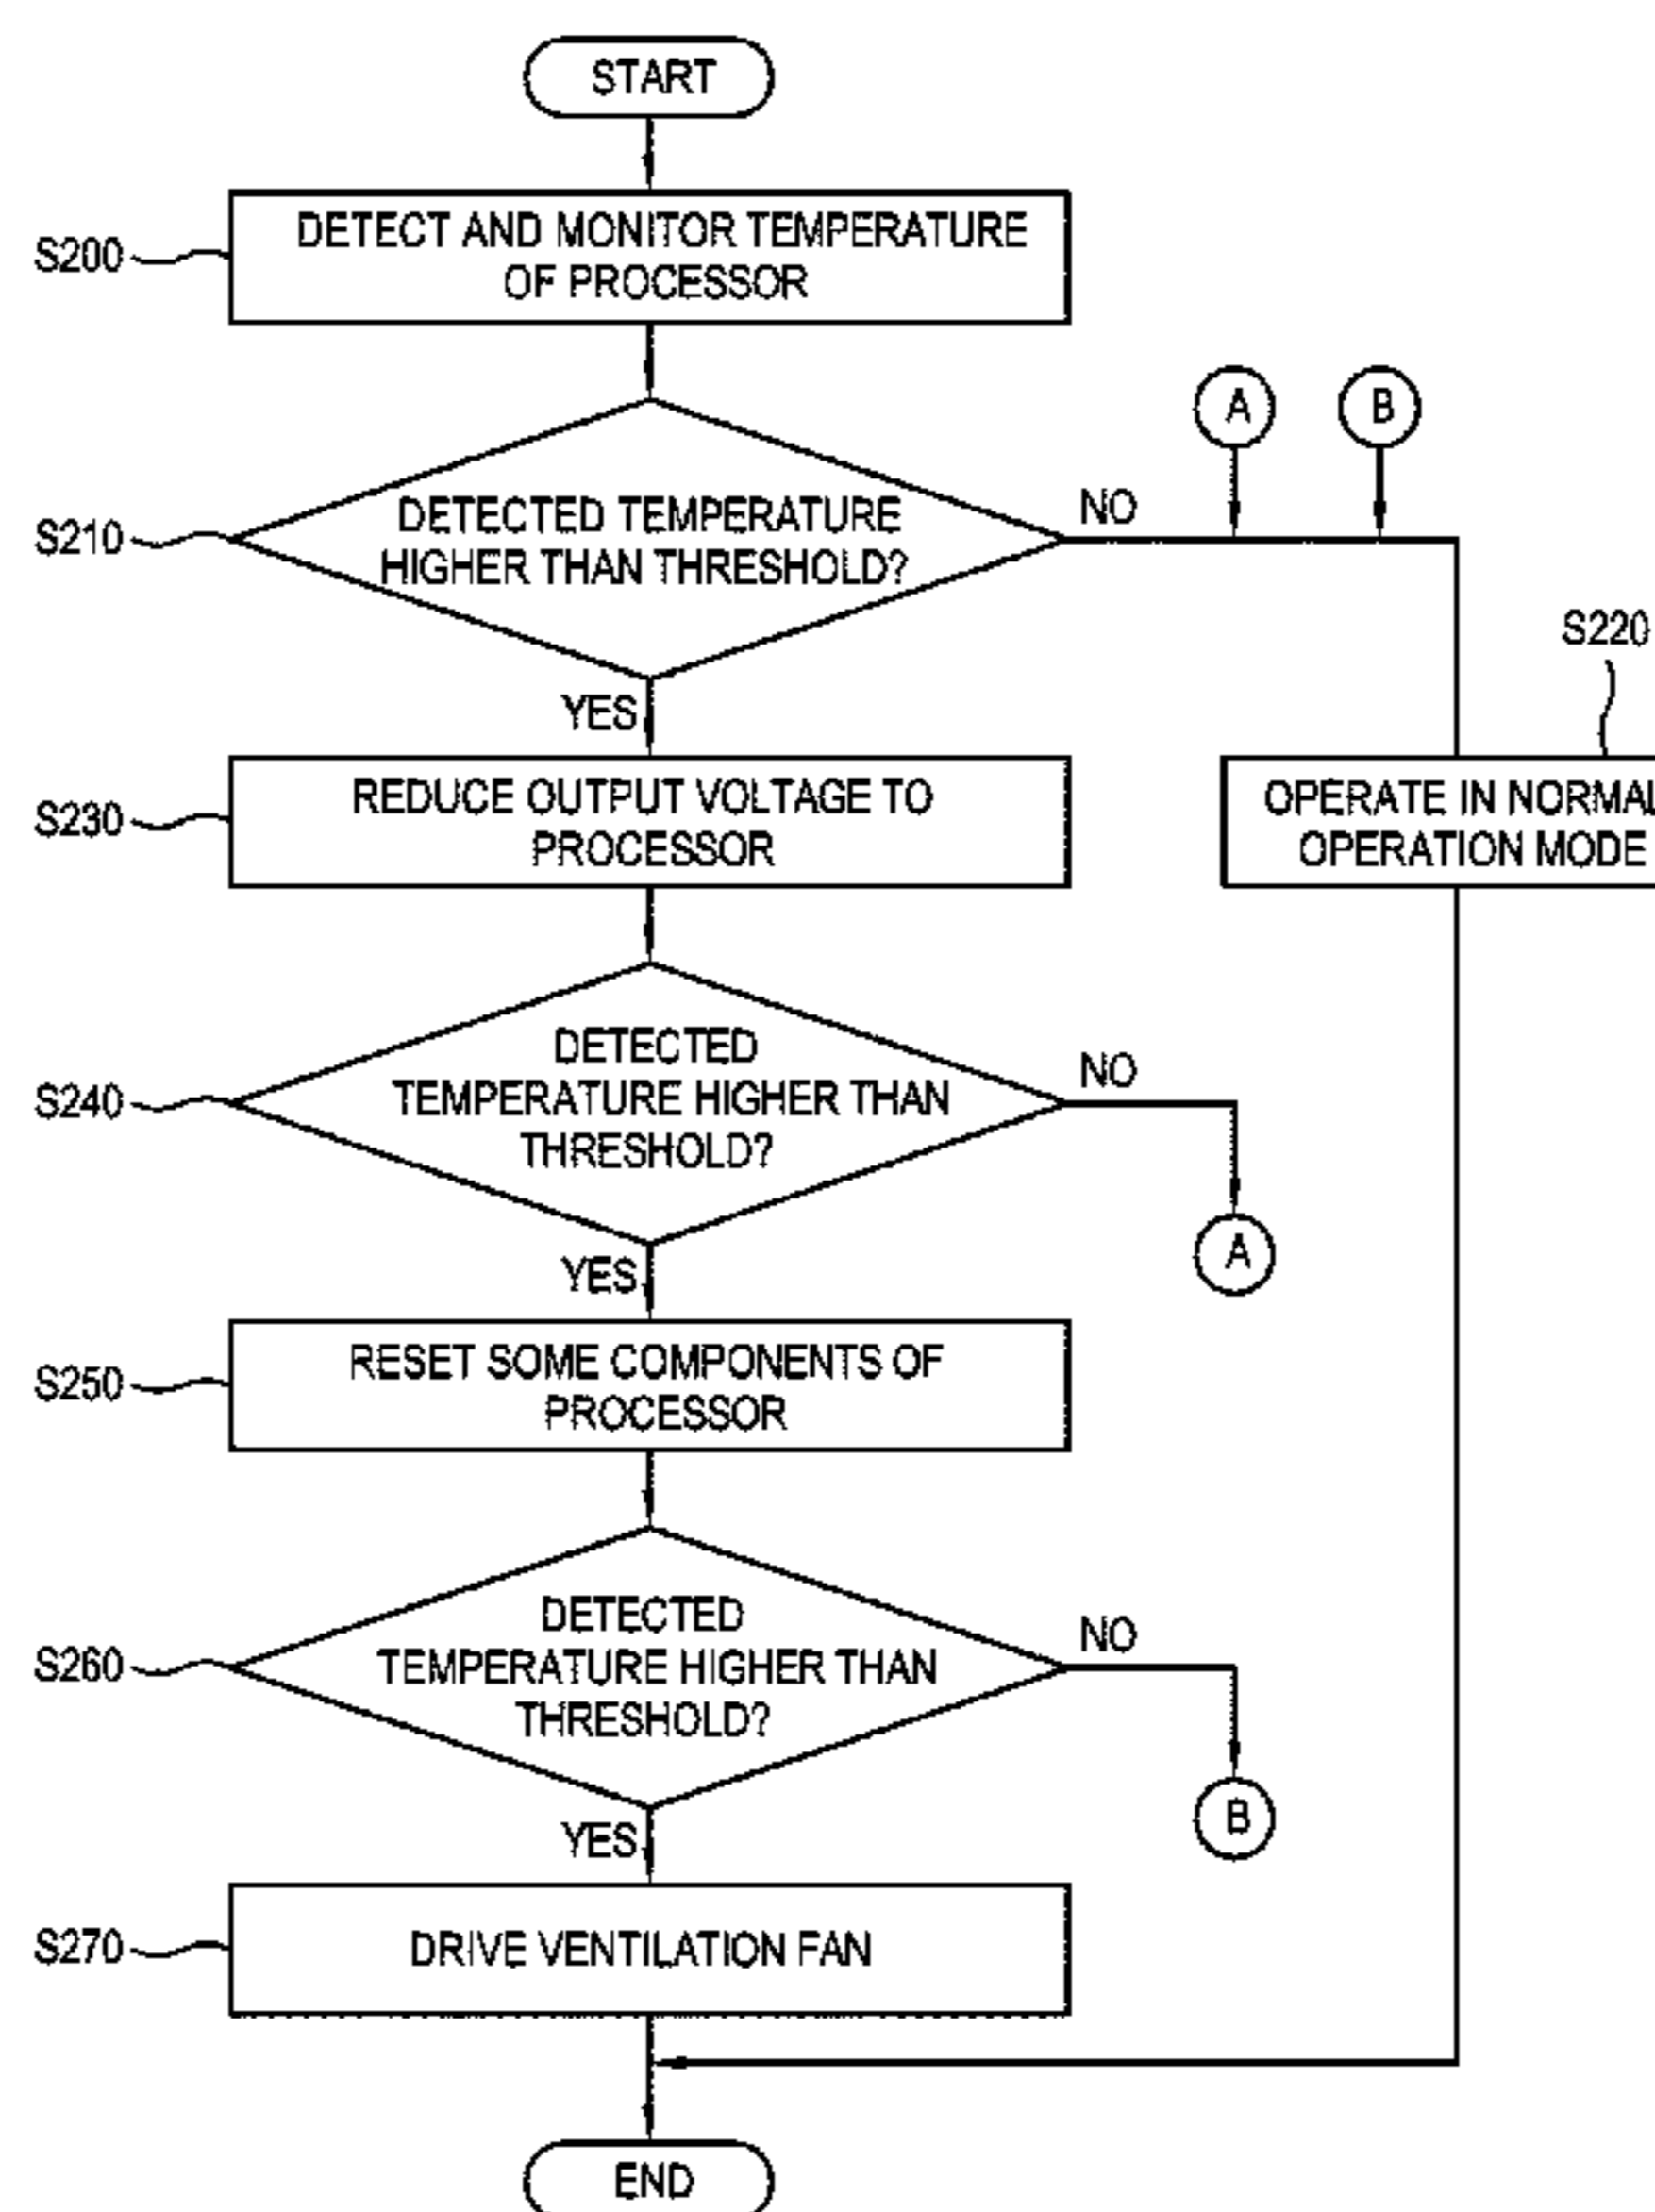 START
S200
DETECT AND MONITOR TEMPERATURE
OF PROCESSOR
A
B
S210
DETECTED TEMPERATURE
HIGHER THAN THRESHOLD?
NO
YES
S220
S230
REDUCE OUTPUT VOLTAGE TO
PROCESSOR
OPERATE IN NORMAL
OPERATION MODE
S240
DETECTED
TEMPERATURE HIGHER THAN
THRESHOLD?
NO
A
YES
S250
RESET SOME COMPONENTS OF
PROCESSOR
S260
DETECTED
TEMPERATURE HIGHER THAN
THRESHOLD?
NO
B
YES
S270
DRIVE VENTILATION FAN
END